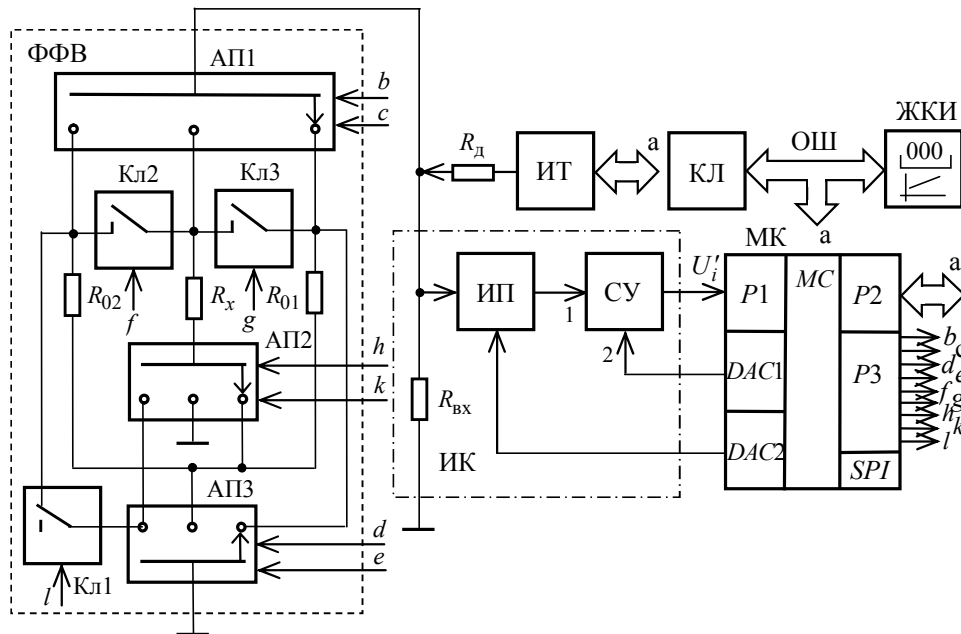 ФФВ
АП1
b
c
ЖКИ
000
ОШ
а
Rд
ИТ
КЛ
а
Кл2
Кл3
МК
U′i
R02
Rx
R01
f
g
ИП
СУ
1
2
P1
MC
P2
а
АП2
h
k
DAC1
P3
b
c
d
e
f
g
h
k
l
Rвх
ИК
DAC2
SPI
АП3
d
e
l
Кл1